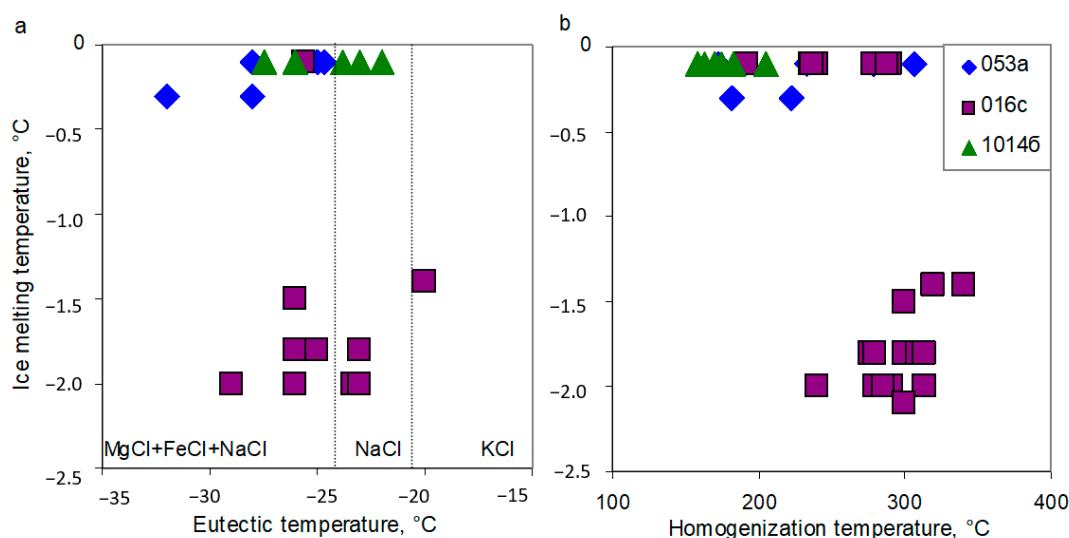 a
0
−0.5
−1.0
−1.5
−2.0
−2.5
Ice melting temperature, °C
MgCl+FeCl+NaCl
NaCl
KCl
−35
−30
−25
−20
−15
Eutectic temperature, °C
b
0
−0.5
−1.0
−1.5
−2.0
−2.5
053a
016c
1014б
100
200
300
400
Homogenization temperature, °C